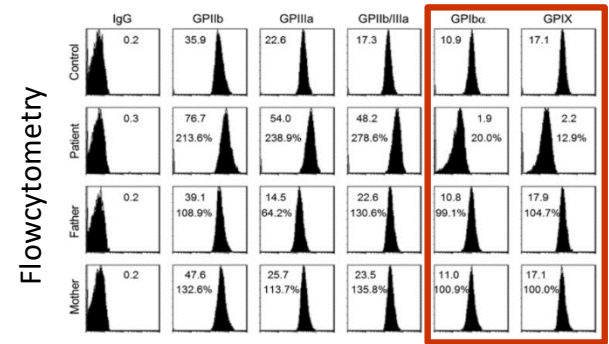 IgG GPIIb GPIIIa GPIIb/IIIa GPIbα GPIX
Flowcytometry
Control
0.2 35.9 22.6 17.3 10.9 17.1
Patient
0.3 76.7 54.0 48.2 1.9 2.2
213.6% 238.9% 278.6% 20.0% 12.9%
Father
0.2 39.1 14.5 22.6 10.8 17.9
108.9% 64.2% 130.6% 99.1% 104.7%
Mother
0.2 47.6 25.7 23.5 11.0 17.1
132.6% 113.7% 135.8% 100.9% 100.0%